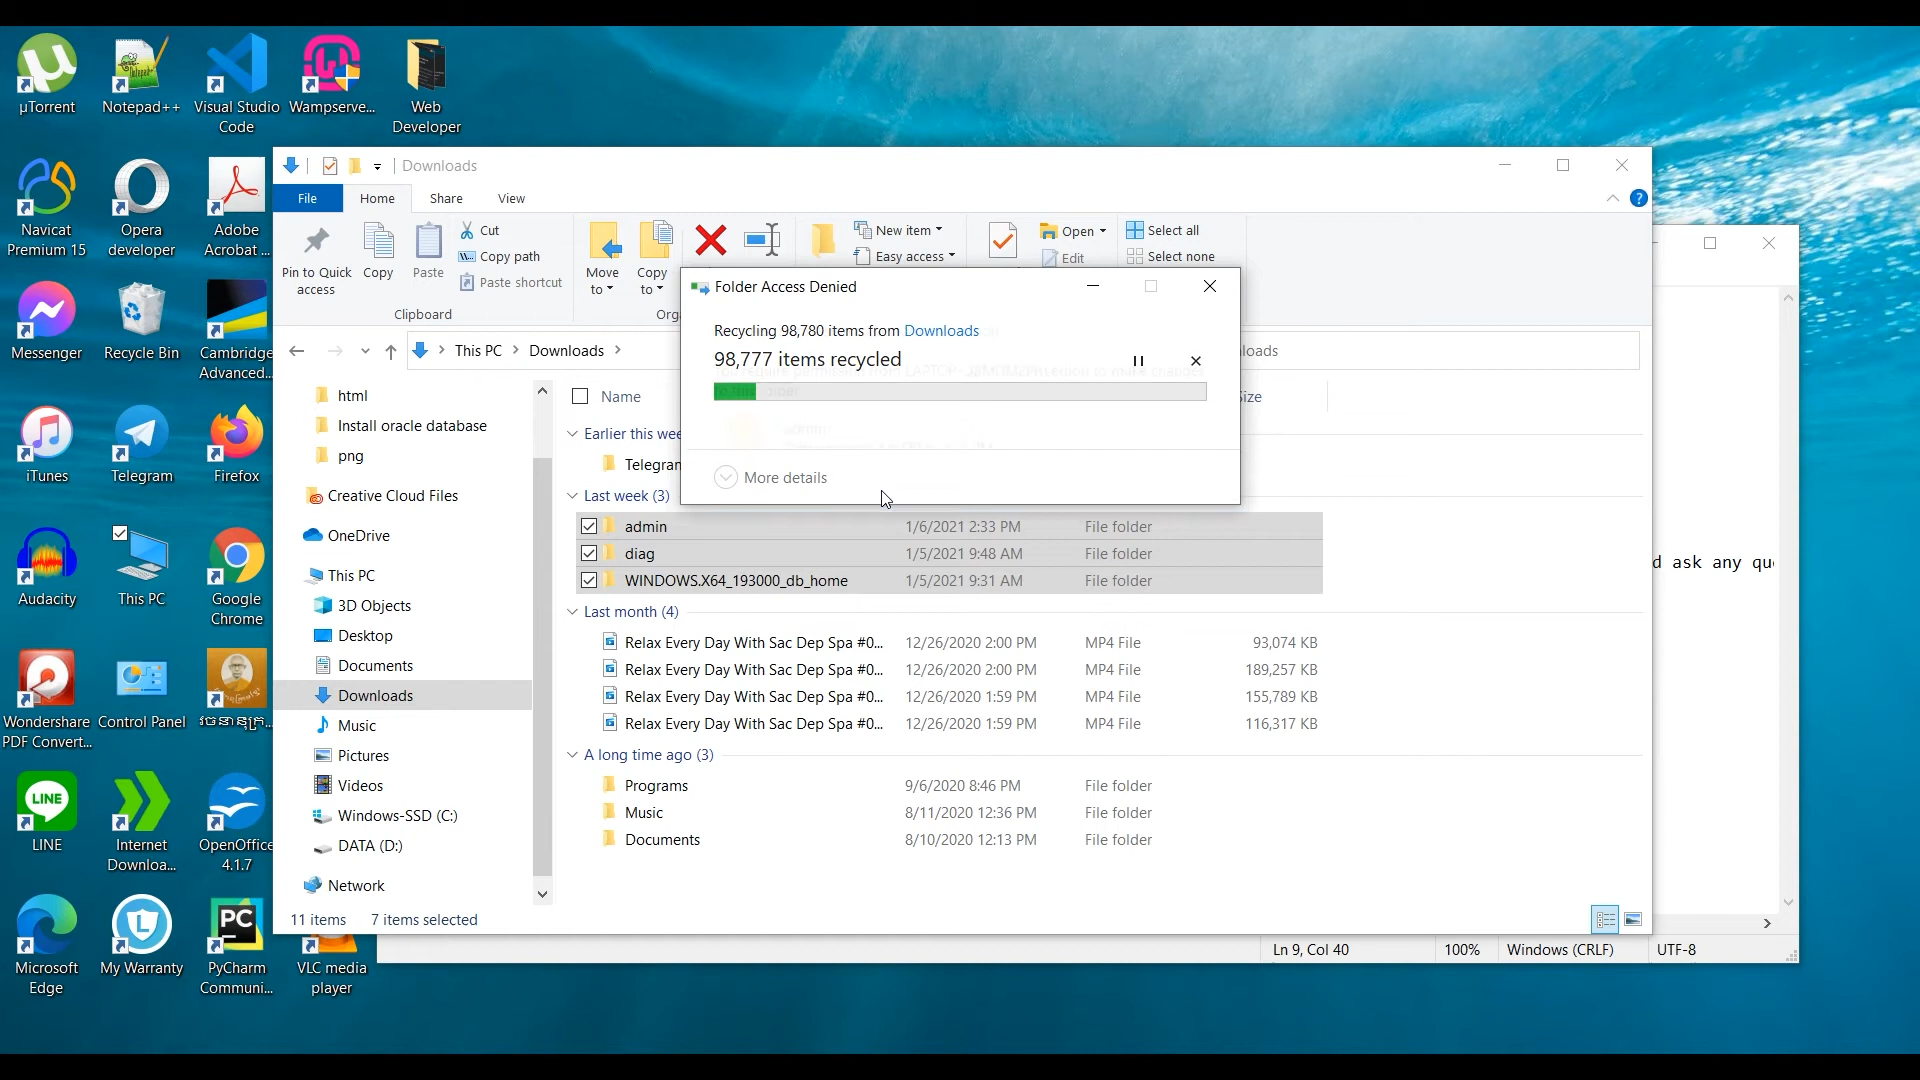 µTorrent
Notepad++
Visual Studio
Code
Wampserve...
Web
Developer
Navicat
Premium 15
Opera
developer
Adobe
Acrobat ...
Messenger
Recycle Bin
Cambridge
Advanced...
iTunes
Telegram
Firefox
Audacity
This PC
Google
Chrome
Wondershare
PDF Convert...
Control Panel
LINE
LINE
Internet
Downloa...
OpenOffice
4.1.7
Microsoft
Edge
My Warranty
PC
PyCharm
Communi...
VLC media
player
Downloads
File
Home
Share
View
Pin to Quick
access
Copy
Paste
Cut
Copy path
Paste shortcut
Clipboard
Move
to
Copy
to
New item
Easy access
Open
Edit
Select all
Select none
This PC
Downloads
Folder Access Denied
Recycling 98,780 items from Downloads
98,777 items recycled
More details
html
Install oracle database
png
Creative Cloud Files
OneDrive
This PC
3D Objects
Desktop
Documents
Downloads
Music
Pictures
Videos
Windows-SSD (C:)
DATA (D:)
Network
Name
Last week (3)
admin 1/6/2021 2:33 PM File folder
diag 1/5/2021 9:48 AM File folder
WINDOWS.X64_193000_db_home 1/5/2021 9:31 AM File folder
Last month (4)
Relax Every Day With Sac Dep Spa #0... 12/26/2020 2:00 PM MP4 File 93,074 KB
Relax Every Day With Sac Dep Spa #0... 12/26/2020 2:00 PM MP4 File 189,257 KB
Relax Every Day With Sac Dep Spa #0... 12/26/2020 1:59 PM MP4 File 155,789 KB
Relax Every Day With Sac Dep Spa #0... 12/26/2020 1:59 PM MP4 File 116,317 KB
A long time ago (3)
Programs 9/6/2020 8:46 PM File folder
Music 8/11/2020 12:36 PM File folder
Documents 8/10/2020 12:13 PM File folder
11 items 7 items selected
d ask any
Ln 9, Col 40
100%
Windows (CRLF)
UTF-8